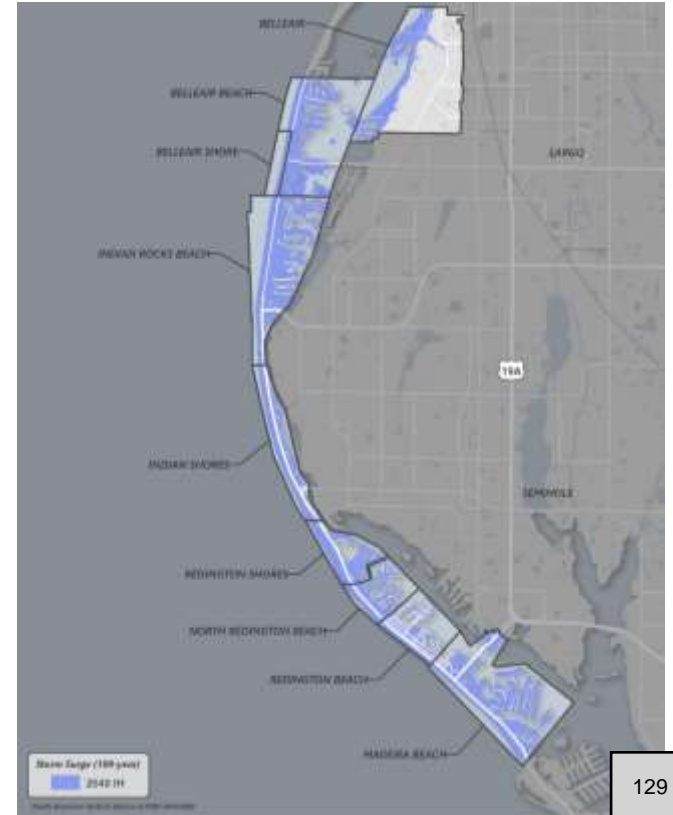 BELLEAIR
BELLEAIR BEACH
BELLEAIR SHORE
LARGO
INDIAN ROCKS BEACH
19A
INDIAN SHORES
SEMINOLE
REDINGTON SHORES
NORTH REDINGTON BEACH
REDINGTON BEACH
MADEIRA BEACH
Storm Surge (100-year)
2040 IH
129